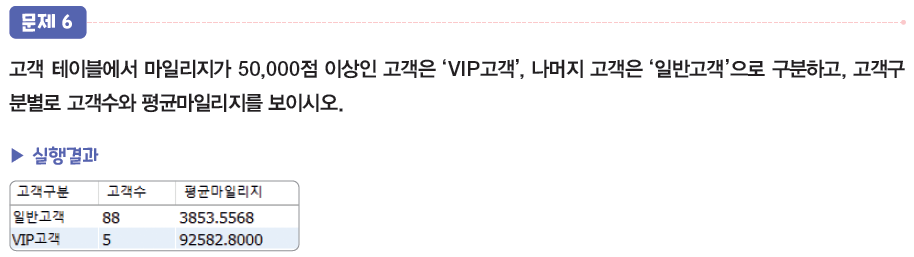 문제 6
고객 테이블에서 마일리지가 50,000점 이상인 고객은 ‘VIP고객’, 나머지 고객은 ‘일반고객’으로 구분하고, 고객구
분별로 고객수와 평균마일리지를 보이시오.
▶ 실행결과
고객구분 고객수 평균마일리지
일반고객 88 3853.5568
VIP고객 5 92582.8000